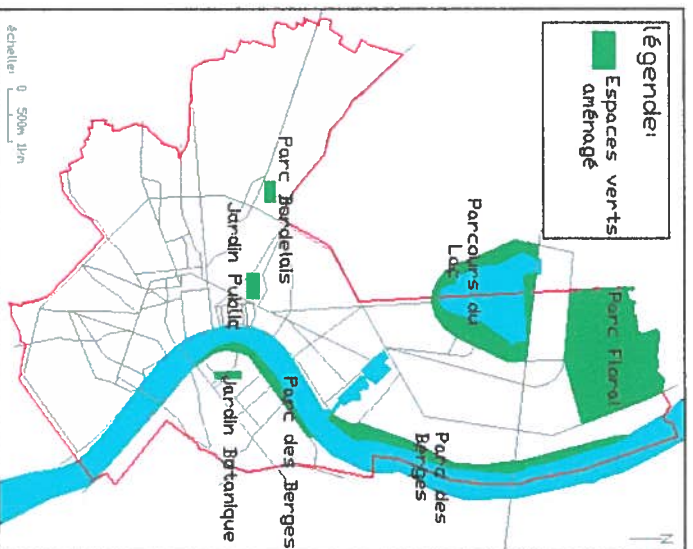 légende:
Espaces verts
aménagé
Parc Floral
Parcours du
Lac
Parc Bordelais
Jardin Public
Parc des
Berges
Parc des Berges
Jardin Botanique
N
échelle: 0 500m 1km